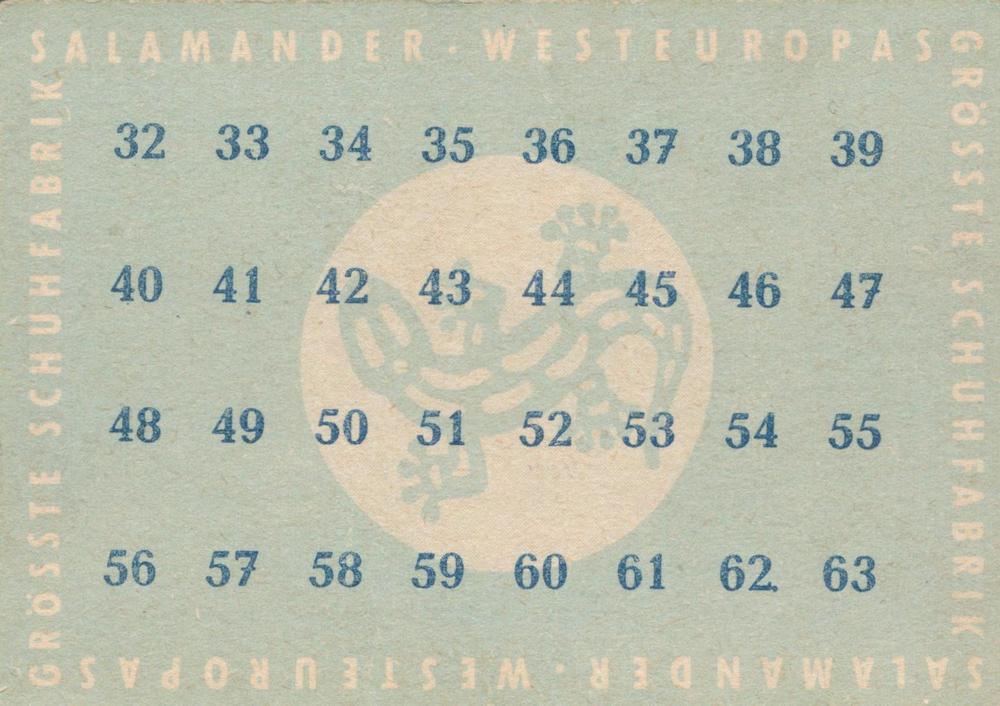 SALAMANDER · WESTEUROPAS
GRÖSSTE SCHUHFABRIK
32 33 34 35 36 37 38 39
40 41 42 43 44 45 46 47
48 49 50 51 52 53 54 55
56 57 58 59 60 61 62 63
SALAMANDER · WESTEUROPAS
GRÖSSTE SCHUHFABRIK